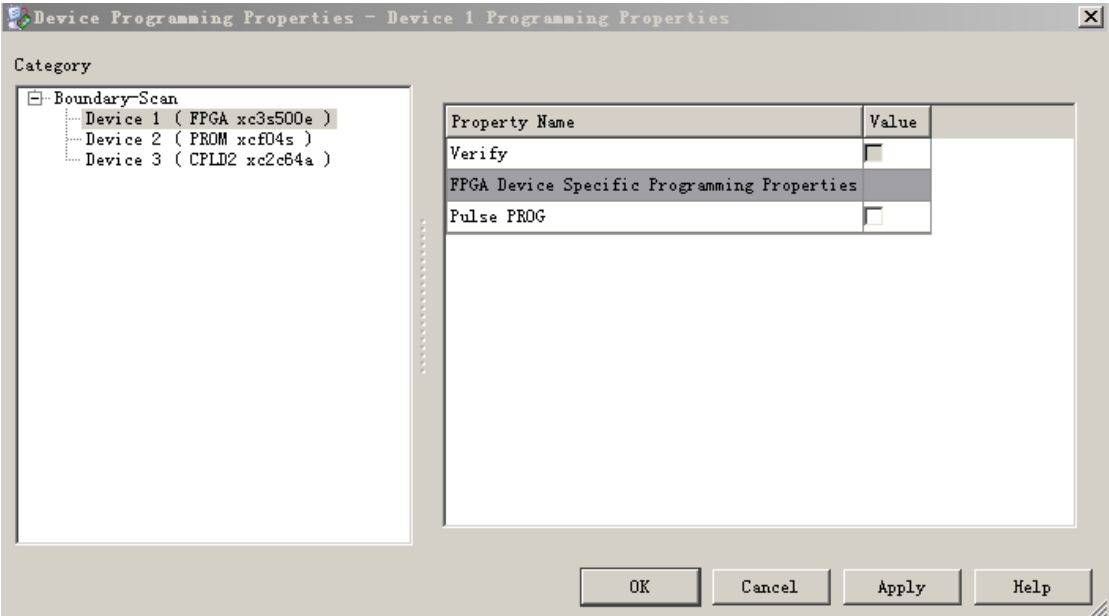 Device Programming Properties - Device 1 Programming Properties
Category
Boundary-Scan
Device 1 ( FPGA xc3s500e )
Device 2 ( PROM xcf04s )
Device 3 ( CPLD2 xc2c64a )
Property Name Value
Verify
FPGA Device Specific Programming Properties
Pulse PROG
OK Cancel Apply Help